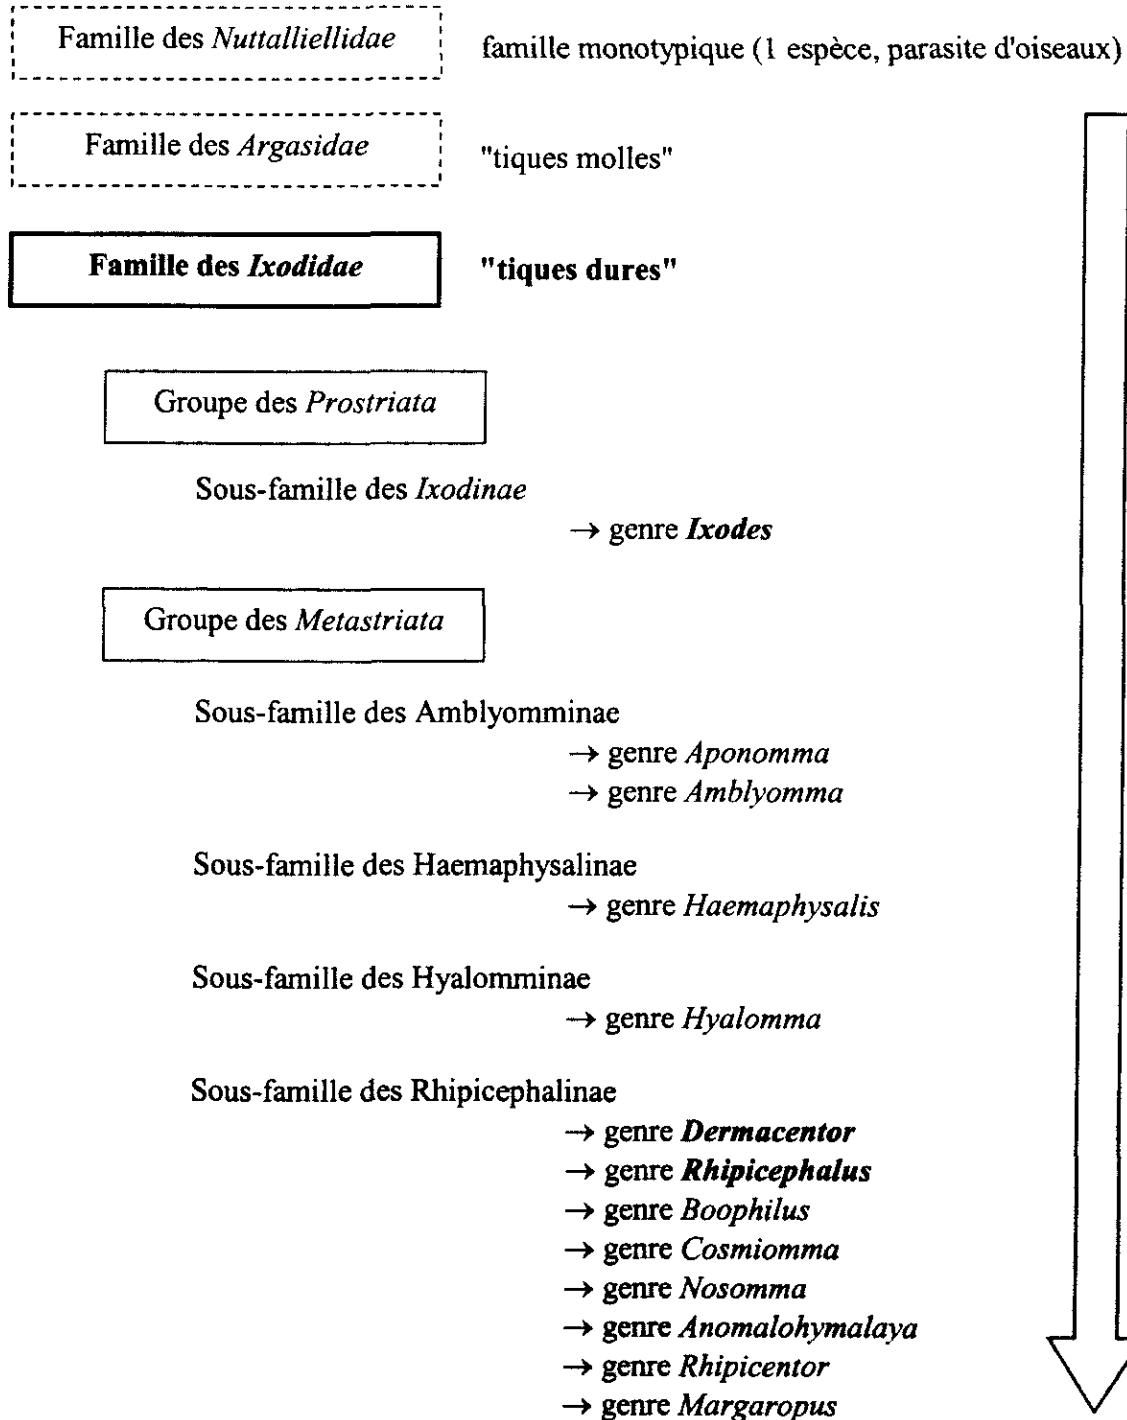 Famille des Nuttalliellidae famille monotypique (1 espèce, parasite d'oiseaux)
Famille des Argasidae "tiques molles"
Famille des Ixodidae "tiques dures"
Groupe des Prostriata
Sous-famille des Ixodinae
→ genre Ixodes
Groupe des Metastriata
Sous-famille des Amblyomminae
→ genre Aponomma
→ genre Amblyomma
Sous-famille des Haemaphysalinae
→ genre Haemaphysalis
Sous-famille des Hyalomminae
→ genre Hyalomma
Sous-famille des Rhipicephalinae
→ genre Dermacentor
→ genre Rhipicephalus
→ genre Boophilus
→ genre Cosmiomma
→ genre Nosomma
→ genre Anomalohymalaya
→ genre Rhipicentor
→ genre Margaropus